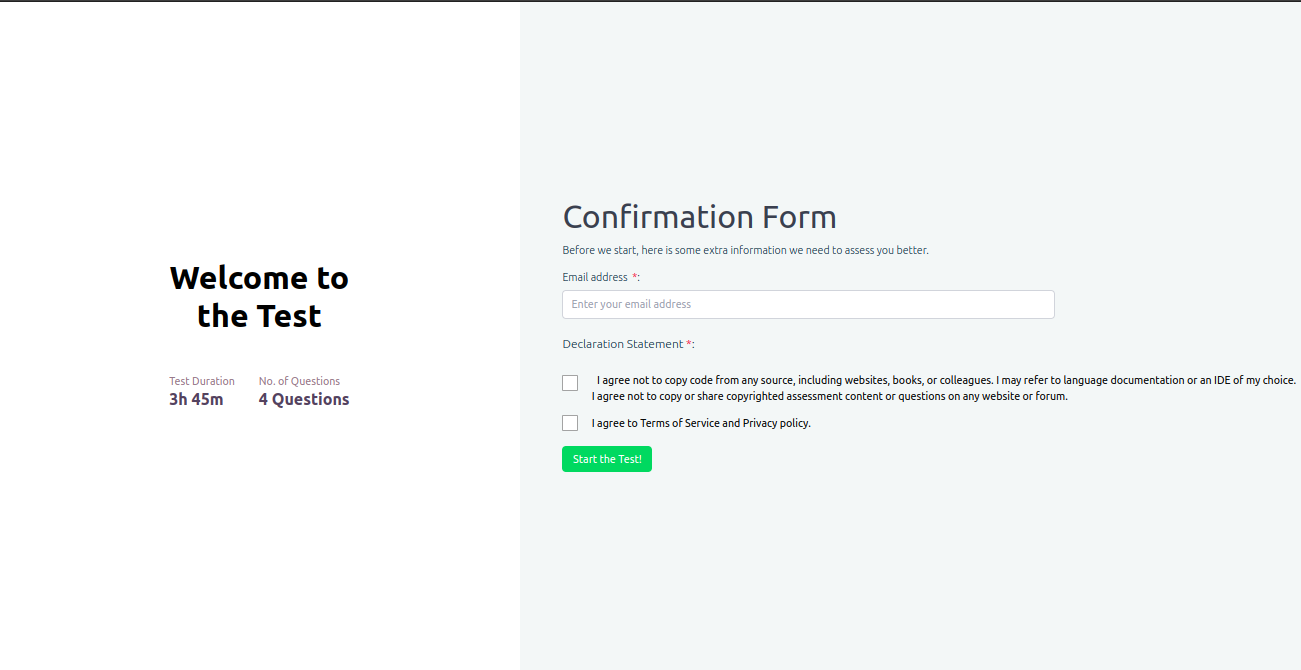 Welcome to
the Test
Test Duration
3h 45m
No. of Questions
4 Questions
Confirmation Form
Before we start, here is some extra information we need to assess you better.
Email address *:
Enter your email address
Declaration Statement *:
I agree not to copy code from any source, including websites, books, or colleagues. I may refer to language documentation or an IDE of my choice.
I agree not to copy or share copyrighted assessment content or questions on any website or forum.
I agree to Terms of Service and Privacy policy.
Start the Test!